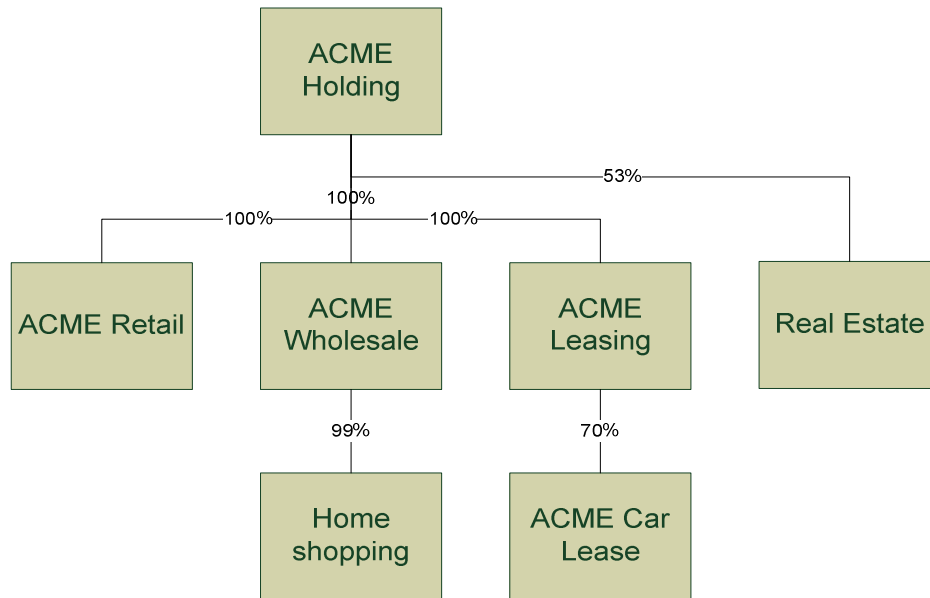 ACME
Holding
53%
100%
100%
100%
ACME Retail
ACME
Wholesale
ACME
Leasing
Real Estate
99%
70%
Home
shopping
ACME Car
Lease